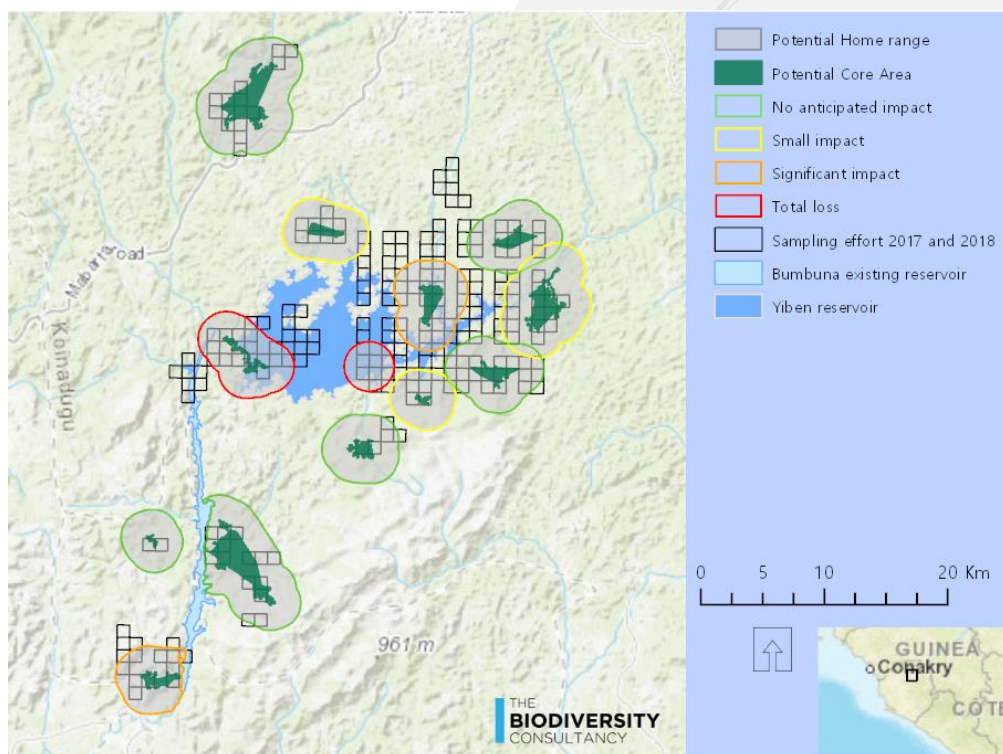 Potential Home range
Potential Core Area
No anticipated impact
Small impact
Significant impact
Total loss
Sampling effort 2017 and 2018
Bumbuna existing reservoir
Yiben reservoir
Road
Koinadugu
961 m
0 5 10 20 Km
GUINEA
Conakry
COTE
THE
BIODIVERSITY
CONSULTANCY